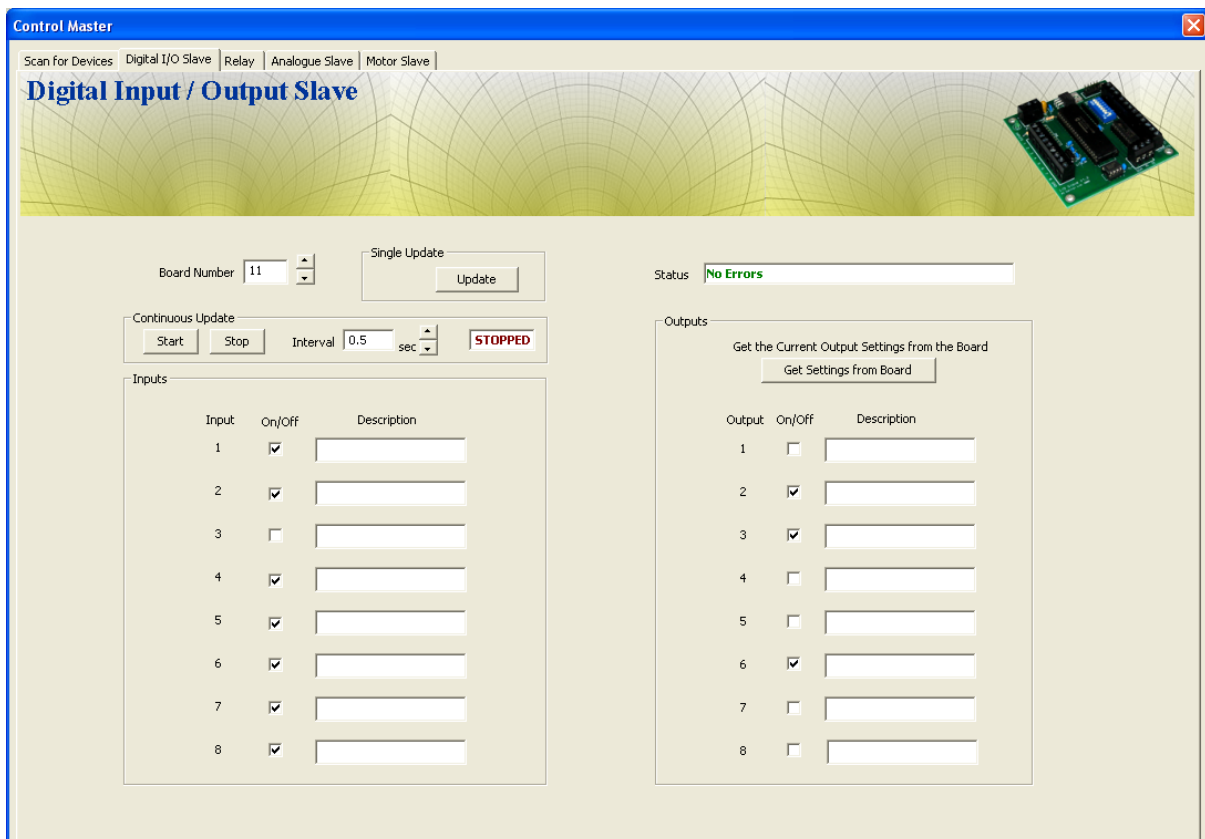 Control Master
Scan for Devices Digital I/O Slave Relay Analogue Slave Motor Slave
Digital Input / Output Slave
Board Number 11
Single Update
Update
Status No Errors
Continuous Update
Start Stop Interval 0.5 sec STOPPED
Inputs
Input On/Off Description
1
2
3
4
5
6
7
8
Outputs
Get the Current Output Settings from the Board
Get Settings from Board
Output On/Off Description
1
2
3
4
5
6
7
8